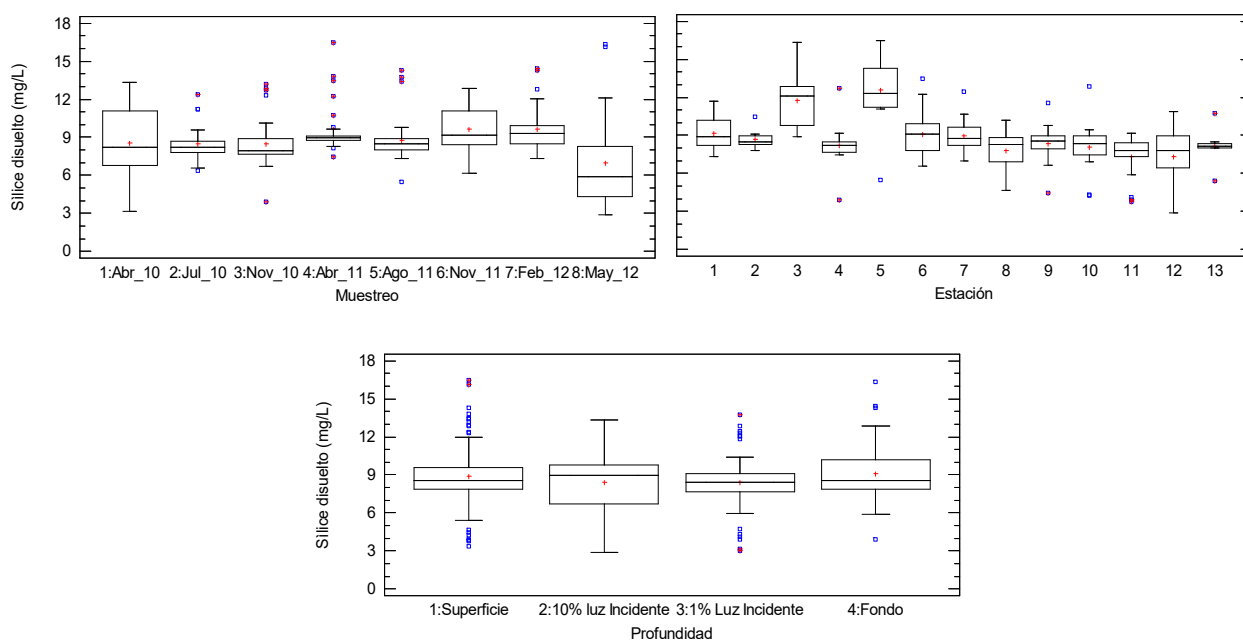 Sílice disuelto (mg/L)
18
15
12
9
6
3
0
1:Abr_10 2:Jul_10 3:Nov_10 4:Abr_11 5:Ago_11 6:Nov_11 7:Feb_12 8:May_12
Muestreo
1 2 3 4 5 6 7 8 9 10 11 12 13
Estación
Sílice disuelto (mg/L)
18
15
12
9
6
3
0
1:Superficie 2:10% luz Incidente 3:1% Luz Incidente 4:Fondo
Profundidad